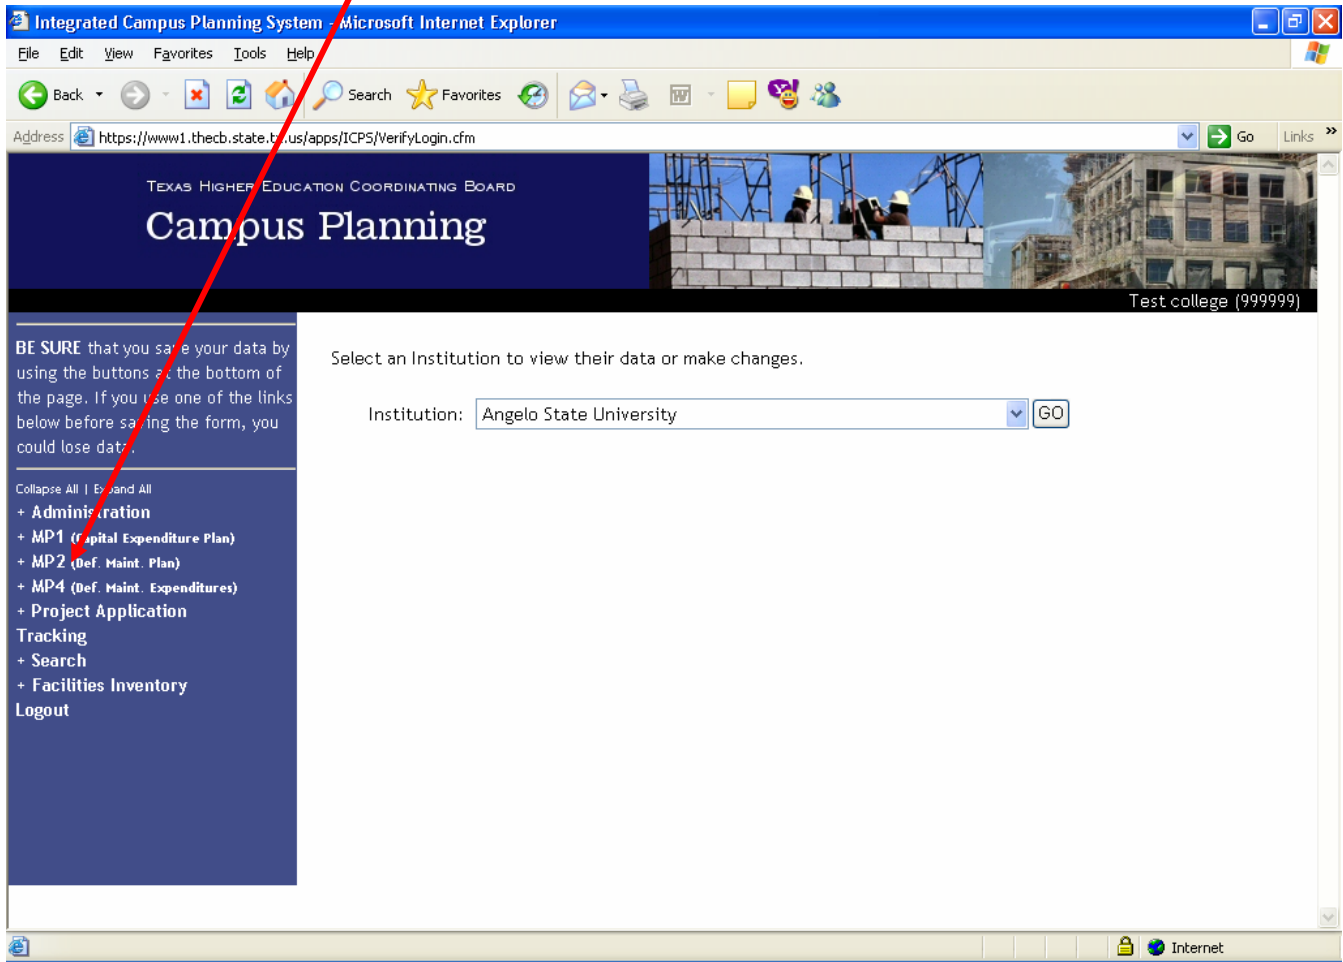 Integrated Campus Planning System - Microsoft Internet Explorer
File Edit View Favorites Tools Help
Back Search Favorites
Address https://www1.thecb.state.tx.us/apps/ICPS/VerifyLogin.cfm Go Links »
TEXAS HIGHER EDUCATION COORDINATING BOARD
Campus Planning
Test college (999999)
BE SURE that you save your data by
using the buttons at the bottom of
the page. If you use one of the links
below before saving the form, you
could lose data.
Collapse All | Expand All
+ Administration
+ MP1 (Capital Expenditure Plan)
+ MP2 (Def. Maint. Plan)
+ MP4 (Def. Maint. Expenditures)
+ Project Application
Tracking
+ Search
+ Facilities Inventory
Logout
Select an Institution to view their data or make changes.
Institution: Angelo State University GO
Internet